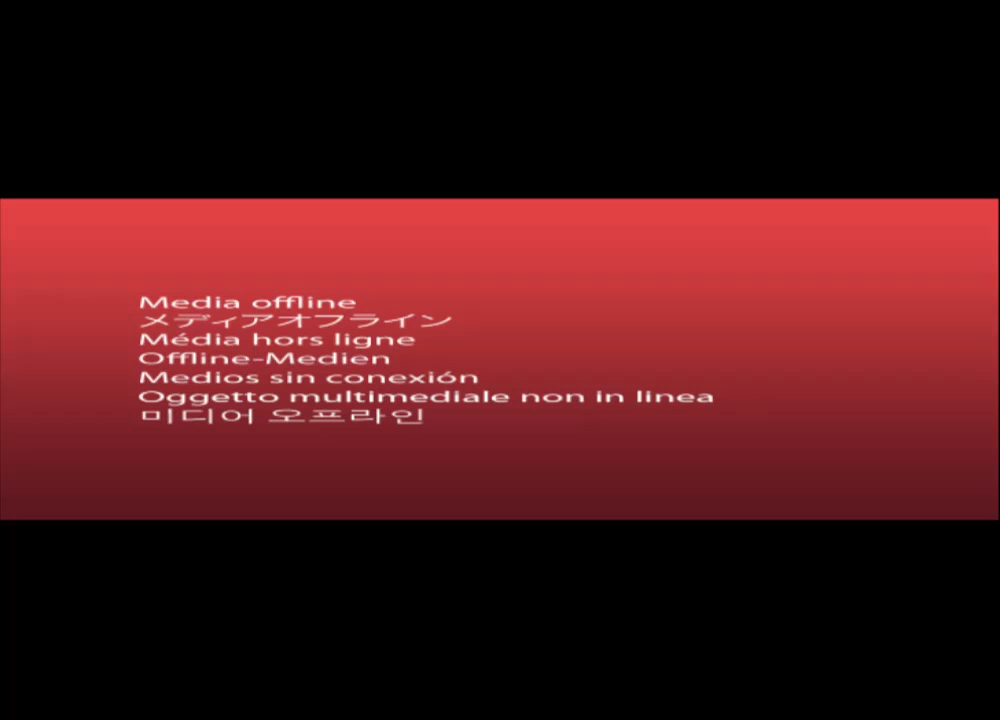 Media offline
メディアオフライン
Média hors ligne
Offline-Medien
Medios sin conexión
Oggetto multimediale non in linea
미디어 오프라인